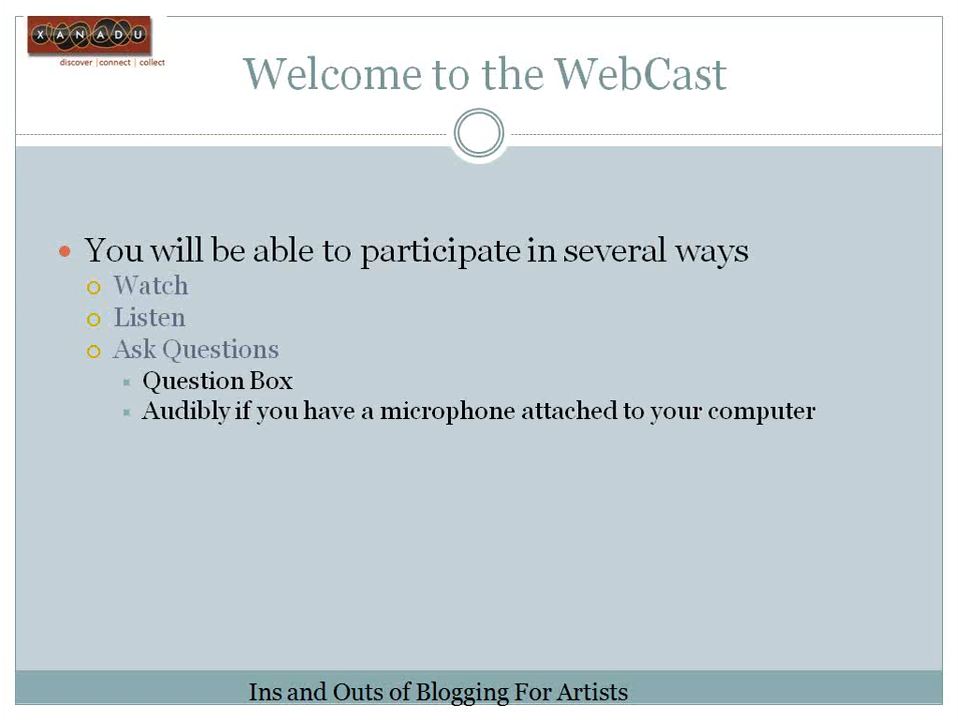 XANADU
discover | connect | collect
Welcome to the WebCast
You will be able to participate in several ways
Watch
Listen
Ask Questions
Question Box
Audibly if you have a microphone attached to your computer
Ins and Outs of Blogging For Artists